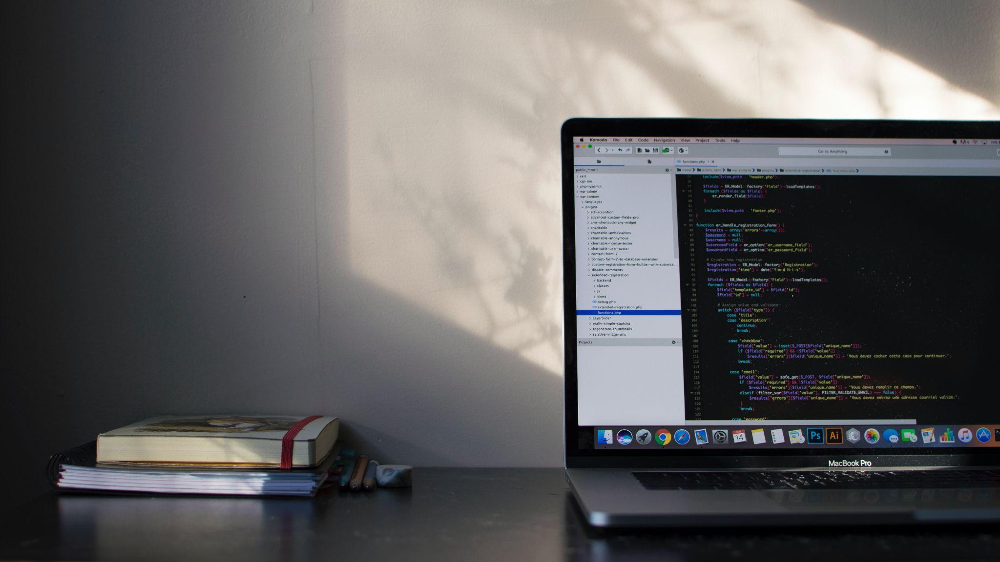 Komodo File Edit Code Navigation View Project Tools Help
Go to Anything
functions.php
public_html
public_html wp-content plugins extended-registration functions.php
cert
cgi-bin
phpmyadmin
wp-admin
wp-content
languages
plugins
acf-accordion
advanced-custom-fields-pro
amr-shortcode-any-widget
charitable
charitable-ambassadors
charitable-anonymous
charitable-license-tester
charitable-user-avatar
contact-form-7
contact-form-7-to-database-extension
custom-registration-form-builder-with-submissi...
disable-comments
extended-registration
backend
classes
js
views
debug.php
extended-registration.php
functions.php
LayerSlider
really-simple-captcha
regenerate-thumbnails
relative-image-urls
Projects
75 include($view_path . 'header.php');
76
77 $fields = ER_Model::factory('Field')->loadTemplates();
78 foreach ($fields as $field) {
79 er_render_field($field);
80 }
81
82 include($view_path . 'footer.php');
83 }
84
85 function er_handle_registration_form() {
86 $results = array('errors'=>array());
87 $password = null;
88 $username = null;
89 $usernameField = er_option('er_username_field');
90 $passwordField = er_option('er_password_field');
91
92 # Create new registration
93 $registration = ER_Model::factory('Registration');
94 $registration['time'] = date('Y-m-d H-i-s');
95
96 $fields = ER_Model::factory('Field')->loadTemplates();
97 foreach ($fields as $field) {
98 $field['template_id'] = $field['id'];
99 $field['id'] = null;
100
101 # Assign value and validate
102 switch ($field['type']) {
103 case 'title':
104 case 'description':
105 continue;
106 break;
107
108 case 'checkbox':
109 $field['value'] = isset($_POST[$field['unique_name']]);
110 if ($field['required'] && !$field['value'])
111 $results['errors'][$field['unique_name']] = 'Vous devez cocher cette case pour continuer.';
112 break;
113
114 case 'email':
115 $field['value'] = safe_get($_POST, $field['unique_name']);
116 if ($field['required'] && !$field['value'])
117 $results['errors'][$field['unique_name']] = 'Vous devez remplir ce champs.';
118 elseif (filter_var($field['value'], FILTER_VALIDATE_EMAIL) === false) {
119 $results['errors'][$field['unique_name']] = 'Vous devez entrez une adresse courriel valide.';
120 }
121 break;
122
123 case 'password':
JAN
14
Ps
Ai
MacBook Pro